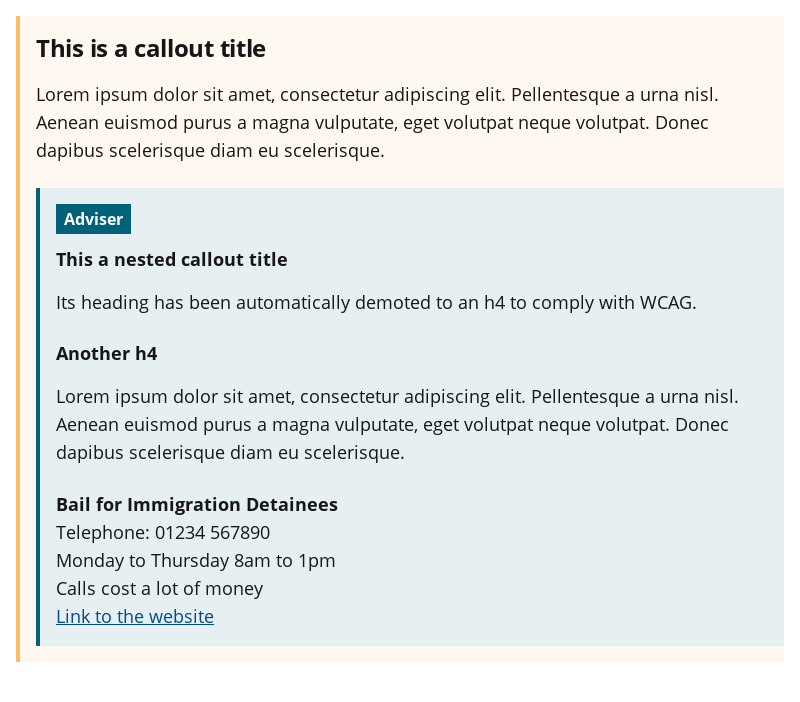 This is a callout title
Lorem ipsum dolor sit amet, consectetur adipiscing elit. Pellentesque a urna nisl.
Aenean euismod purus a magna vulputate, eget volutpat neque volutpat. Donec
dapibus scelerisque diam eu scelerisque.
Adviser
This a nested callout title
Its heading has been automatically demoted to an h4 to comply with WCAG.
Another h4
Lorem ipsum dolor sit amet, consectetur adipiscing elit. Pellentesque a urna nisl.
Aenean euismod purus a magna vulputate, eget volutpat neque volutpat. Donec
dapibus scelerisque diam eu scelerisque.
Bail for Immigration Detainees
Telephone: 01234 567890
Monday to Thursday 8am to 1pm
Calls cost a lot of money
Link to the website